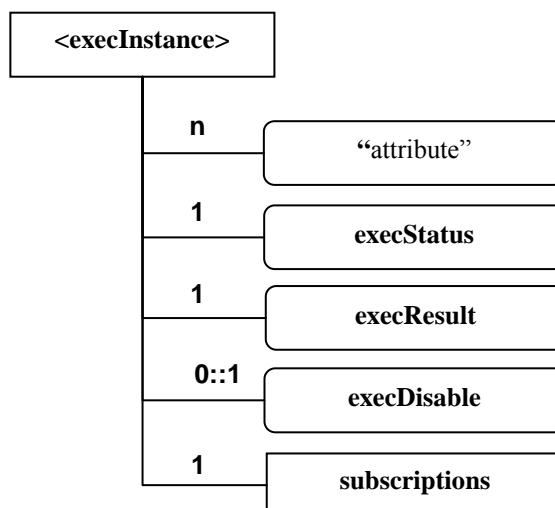 <execInstance>
n
“attribute”
1
execStatus
1
execResult
0::1
execDisable
1
subscriptions